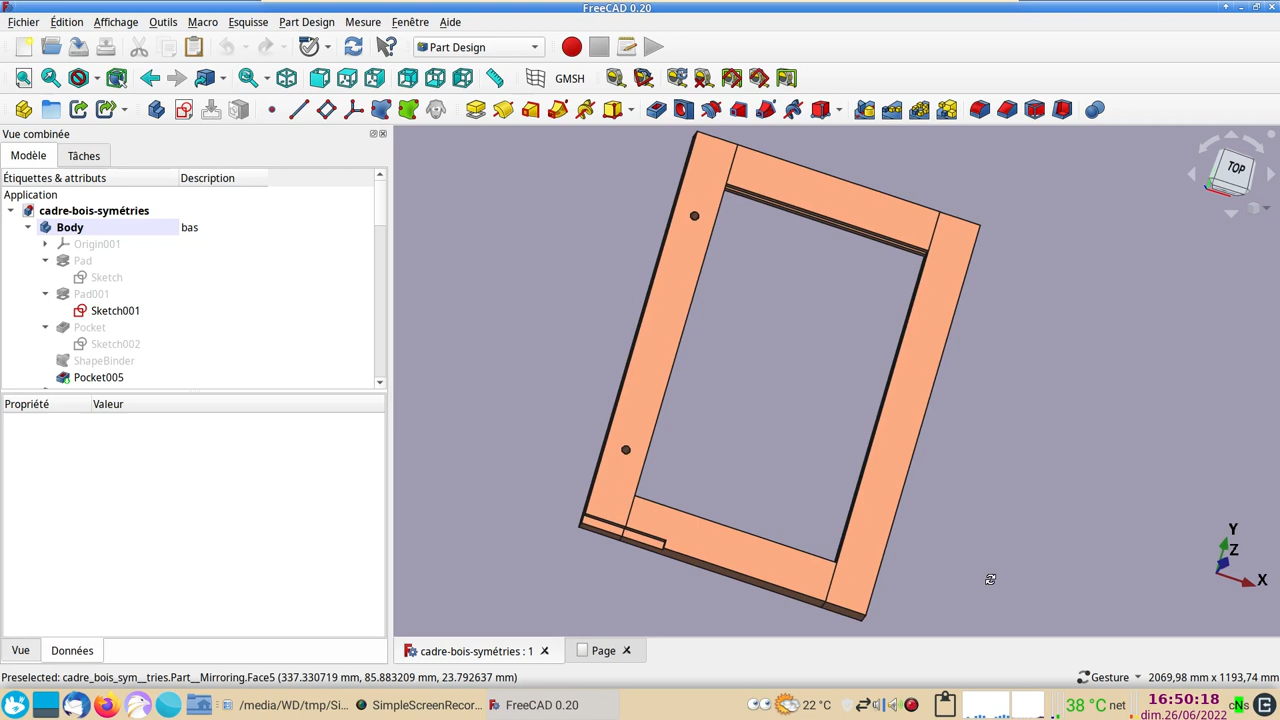 FreeCAD 0.20
Fichier Édition Affichage Outils Macro Esquisse Part Design Mesure Fenêtre Aide
Part Design
GMSH
Vue combinée
Modèle Tâches
Étiquettes & attributs Description
Application
cadre-bois-symétries
Body bas
Origin001
Pad
Sketch
Pad001
Sketch001
Pocket
Sketch002
ShapeBinder
Pocket005
Propriété Valeur
TOP
Y
Z
X
Vue Données
cadre-bois-symétries : 1 Page
Preselected: cadre_bois_sym__tries.Part__Mirroring.Face5 (337.330719 mm, 85.883209 mm, 23.792637 mm)
Gesture 2069,98 mm x 1193,74 mm
/media/WD/tmp/Si... SimpleScreenRecor... FreeCAD 0.20
22 °C
38 °C net
16:50:18
dim.26/06/2022